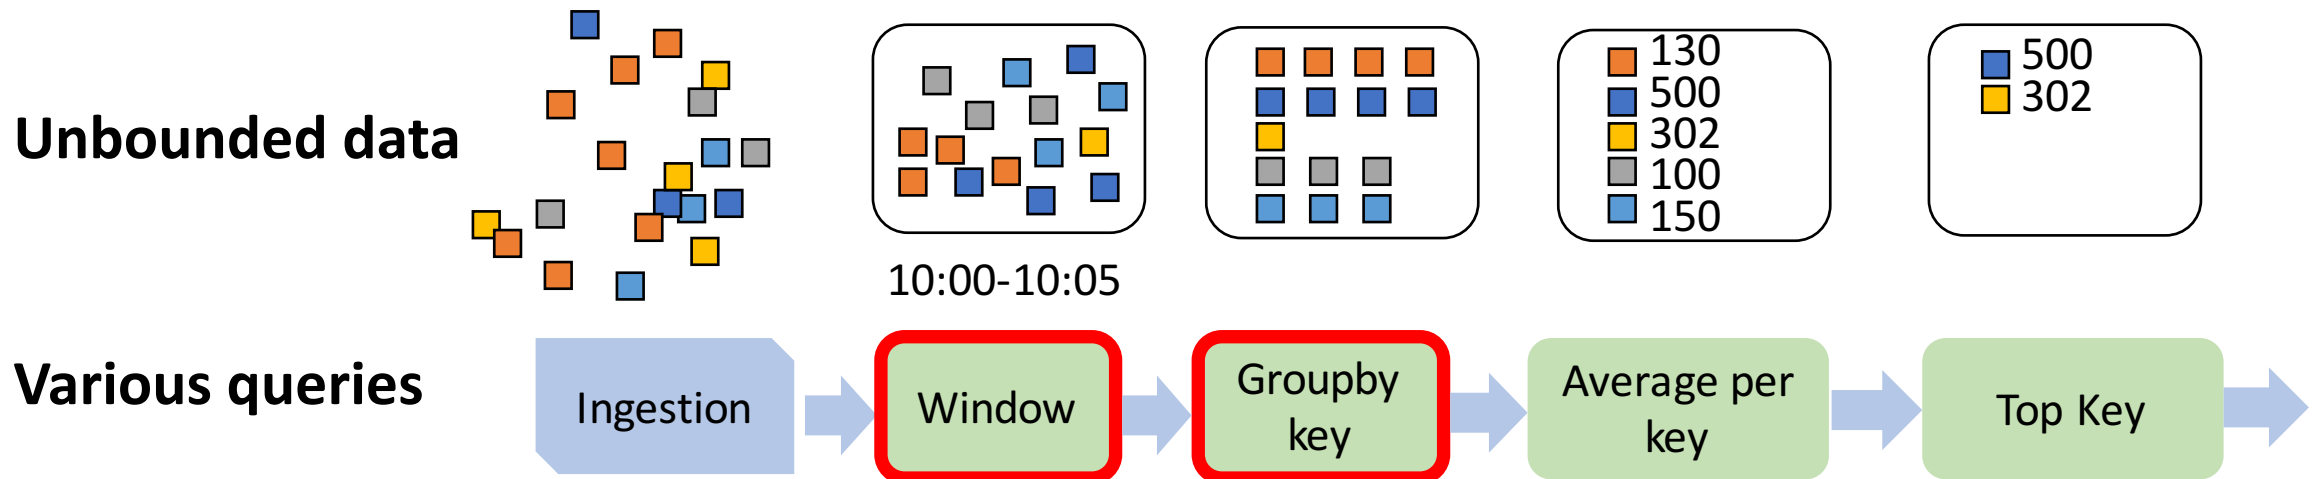 Unbounded data
10:00-10:05
130
500
302
100
150
500
302
Various queries
Ingestion
Window
Groupby
key
Average per
key
Top Key